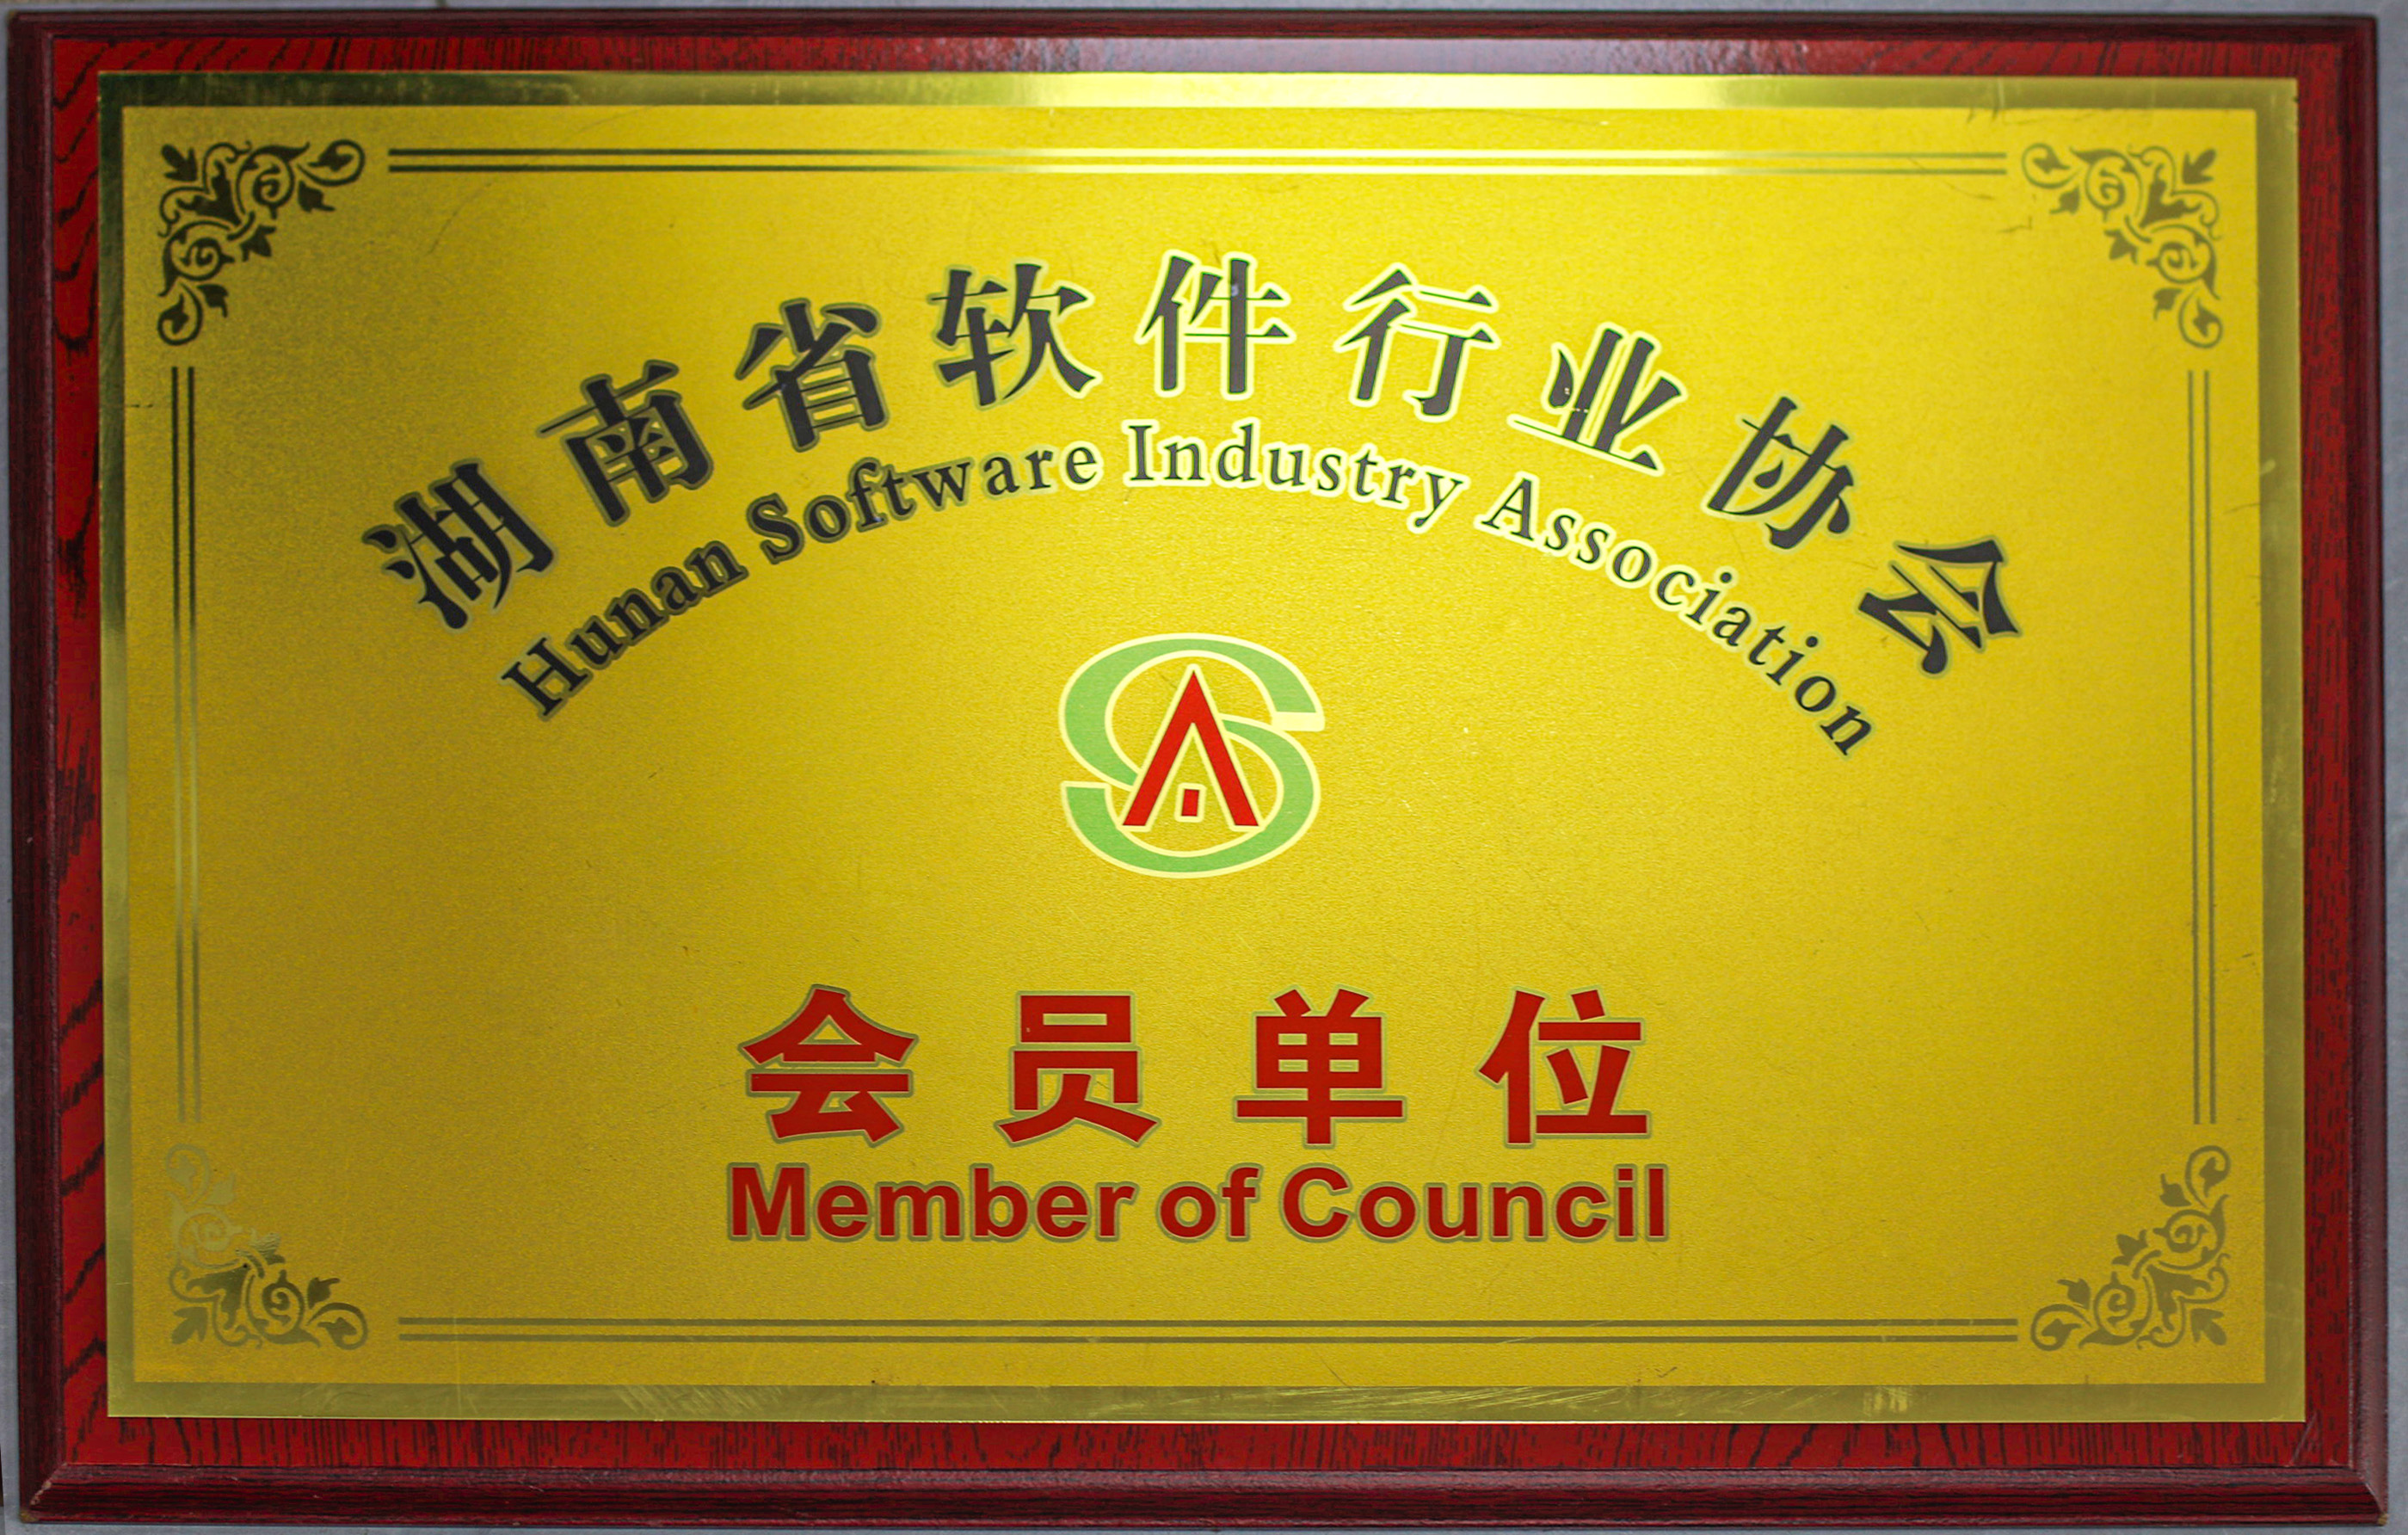 湖南省软件行业协会
Hunan Software Industry Association
会员单位
Member of Council